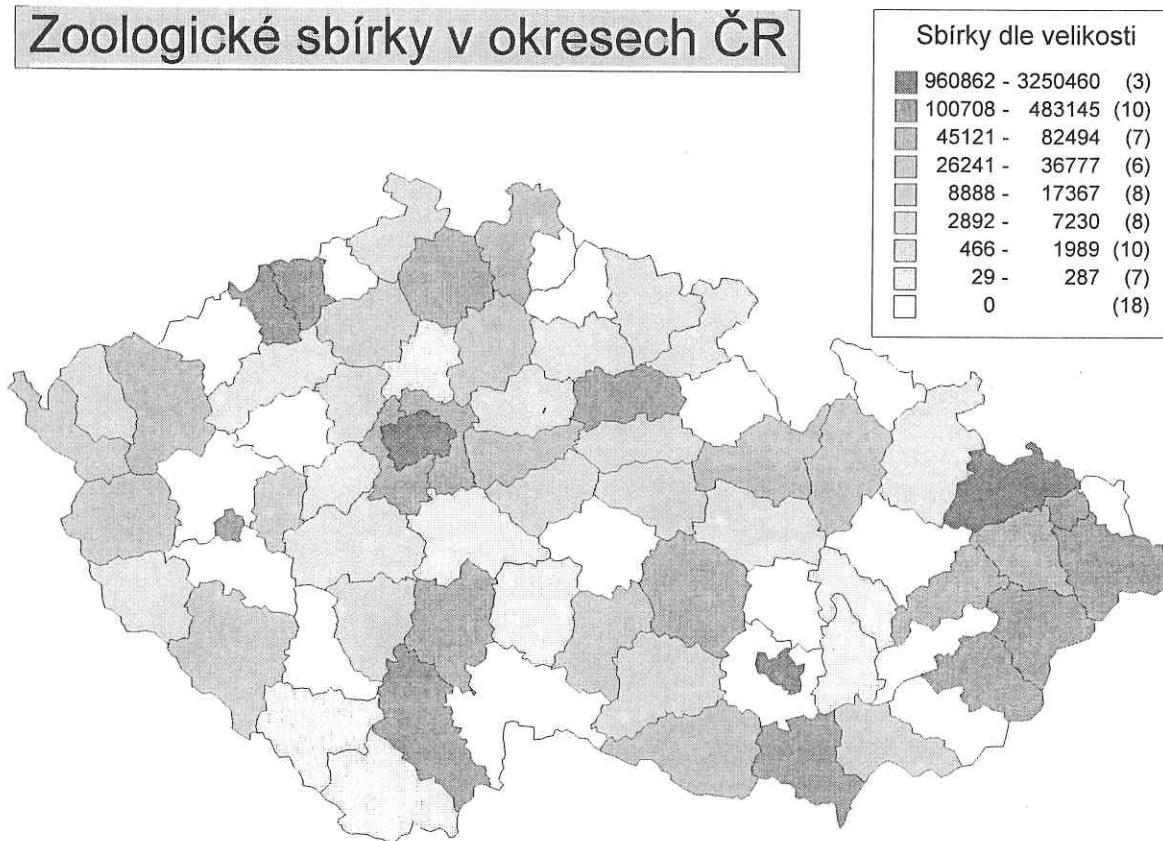 Zoologické sbírky v okresech ČR
Sbírky dle velikosti
960862 - 3250460 (3)
100708 - 483145 (10)
45121 - 82494 (7)
26241 - 36777 (6)
8888 - 17367 (8)
2892 - 7230 (8)
466 - 1989 (10)
29 - 287 (7)
0 (18)